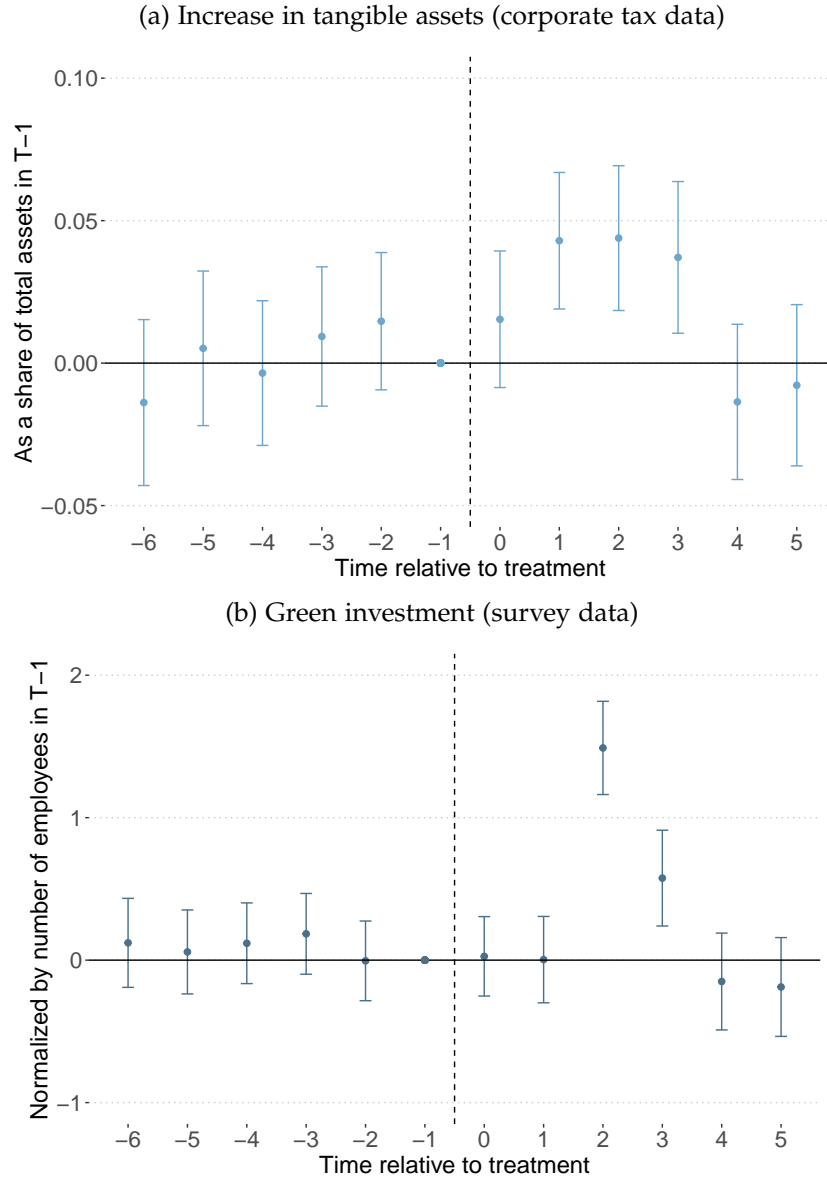 (a) Increase in tangible assets (corporate tax data)
As a share of total assets in T−1
0.10
0.05
0.00
−0.05
−6 −5 −4 −3 −2 −1 0 1 2 3 4 5
Time relative to treatment
(b) Green investment (survey data)
Normalized by number of employees in T−1
2
1
0
−1
−6 −5 −4 −3 −2 −1 0 1 2 3 4 5
Time relative to treatment